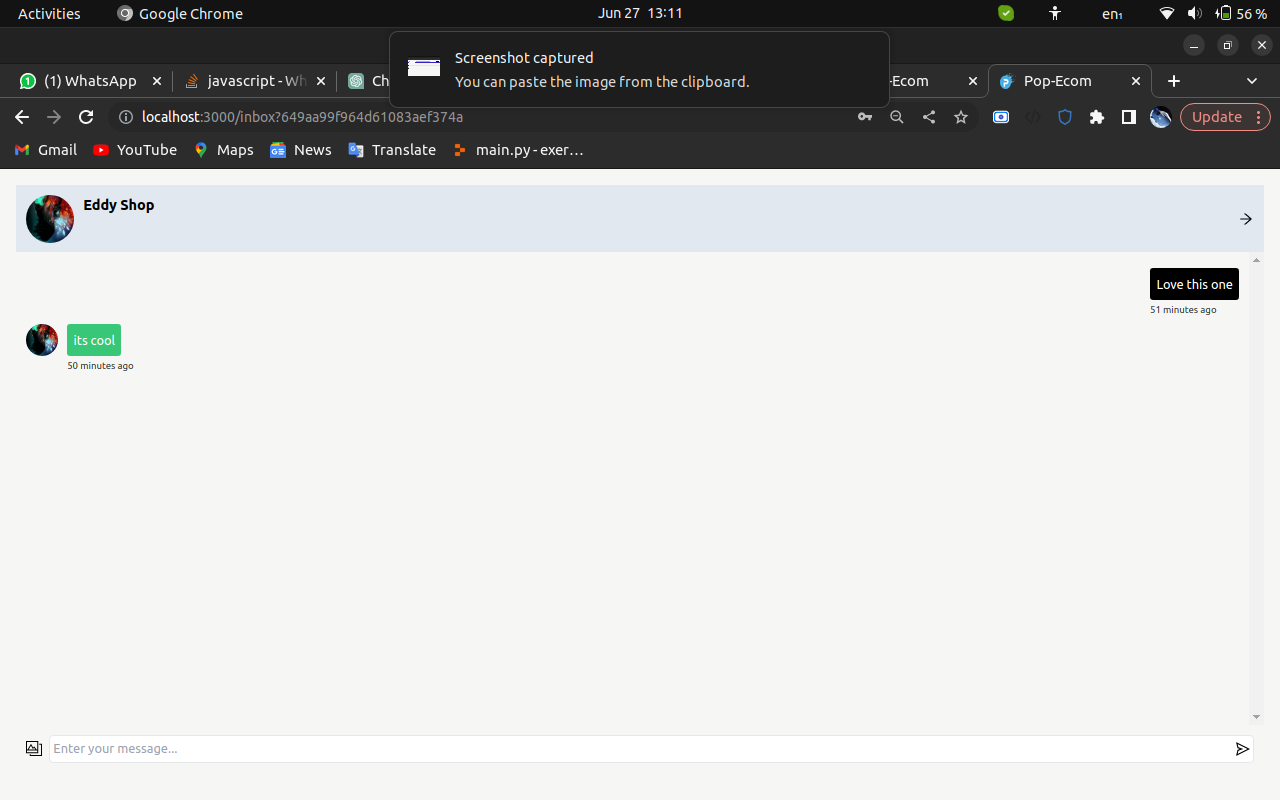 Activities Google Chrome Jun 27 13:11 en₁ 56 %
Screenshot captured
You can paste the image from the clipboard.
(1) WhatsApp javascript - Wh Ch -Ecom Pop-Ecom
localhost:3000/inbox?649aa99f964d61083aef374a Update
Gmail YouTube Maps News Translate main.py - exer…
Eddy Shop
Love this one
51 minutes ago
its cool
50 minutes ago
Enter your message...